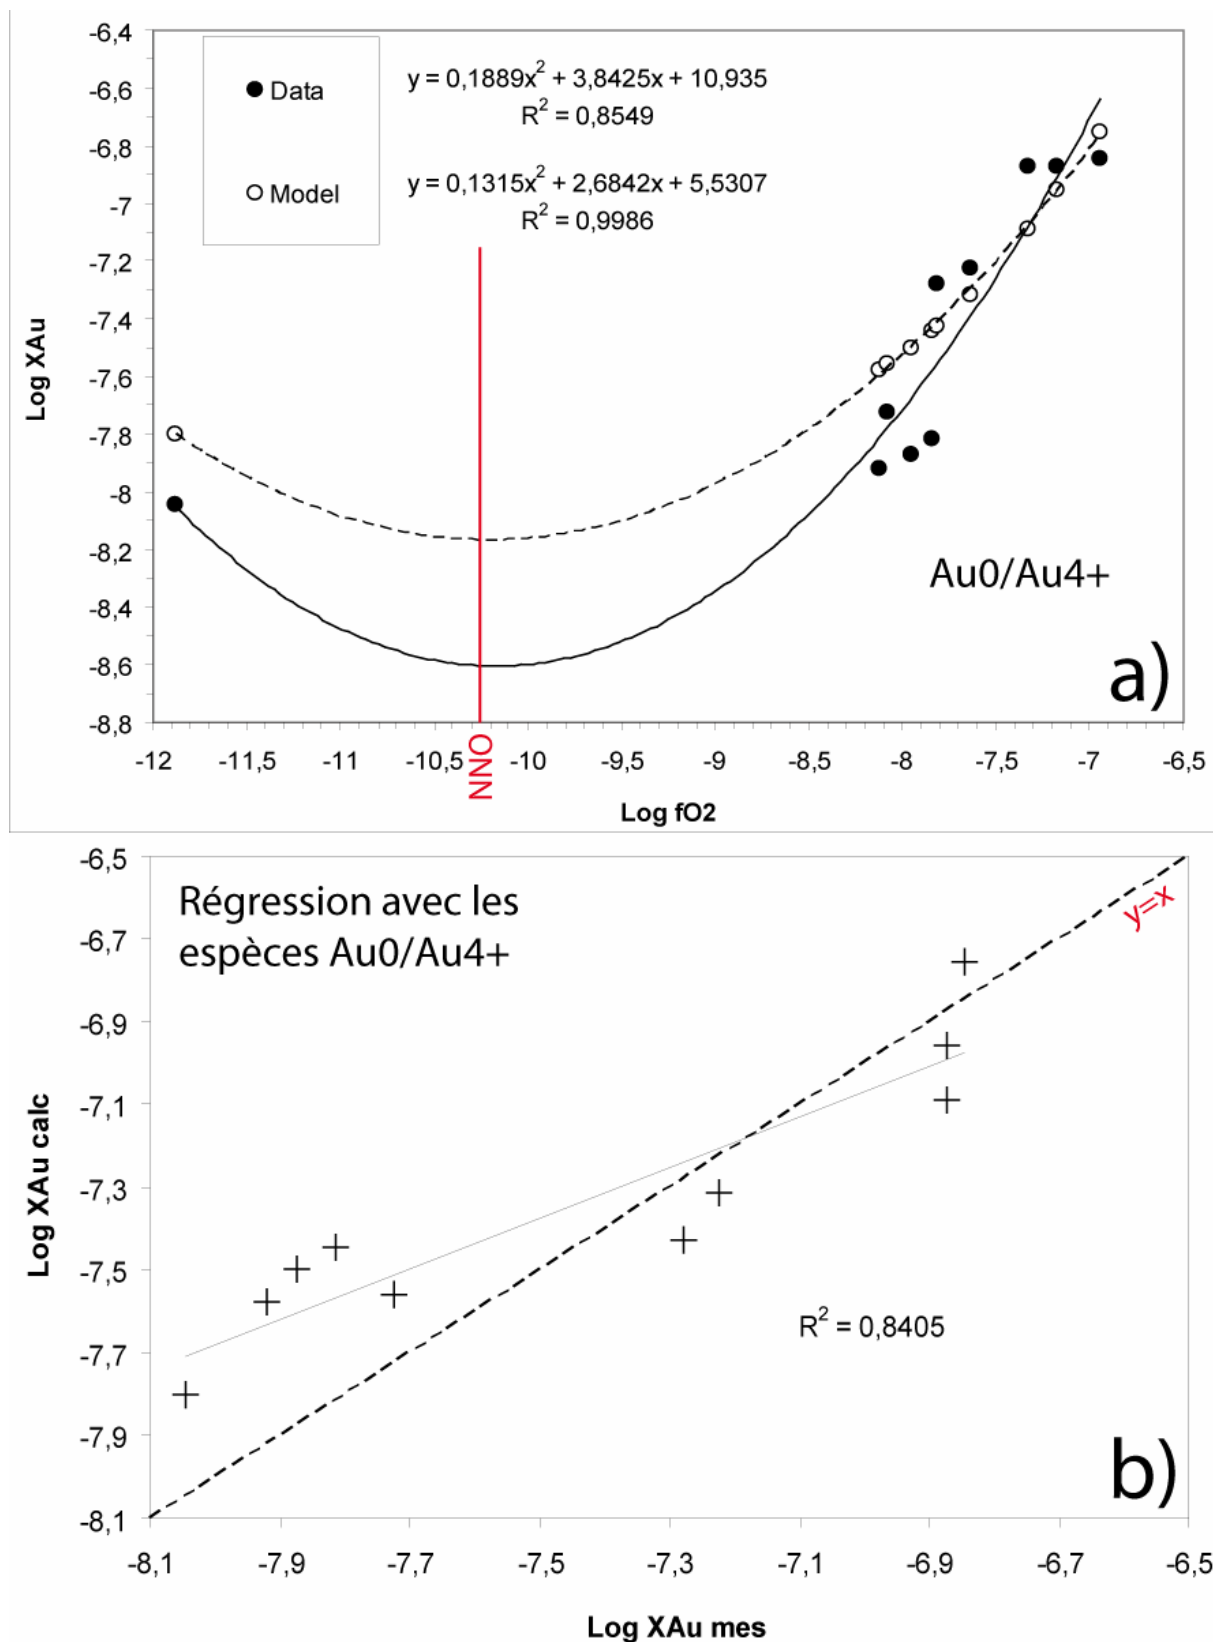 -6,4
-6,6
-6,8
-7
-7,2
-7,4
-7,6
-7,8
-8
-8,2
-8,4
-8,6
-8,8
Log XAu
Data
Model
y = 0,1889x² + 3,8425x + 10,935
R² = 0,8549
y = 0,1315x² + 2,6842x + 5,5307
R² = 0,9986
Au0/Au4+
a)
-12 -11,5 -11 -10,5 -10 -9,5 -9 -8,5 -8 -7,5 -7 -6,5
NNO
Log fO2
-6,5
-6,7
-6,9
-7,1
-7,3
-7,5
-7,7
-7,9
-8,1
Log XAu calc
Régression avec les
espèces Au0/Au4+
y=x
R² = 0,8405
b)
-8,1 -7,9 -7,7 -7,5 -7,3 -7,1 -6,9 -6,7 -6,5
Log XAu mes